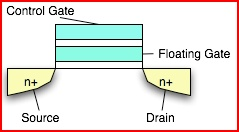 Control Gate
Floating Gate
n+
n+
Source
Drain